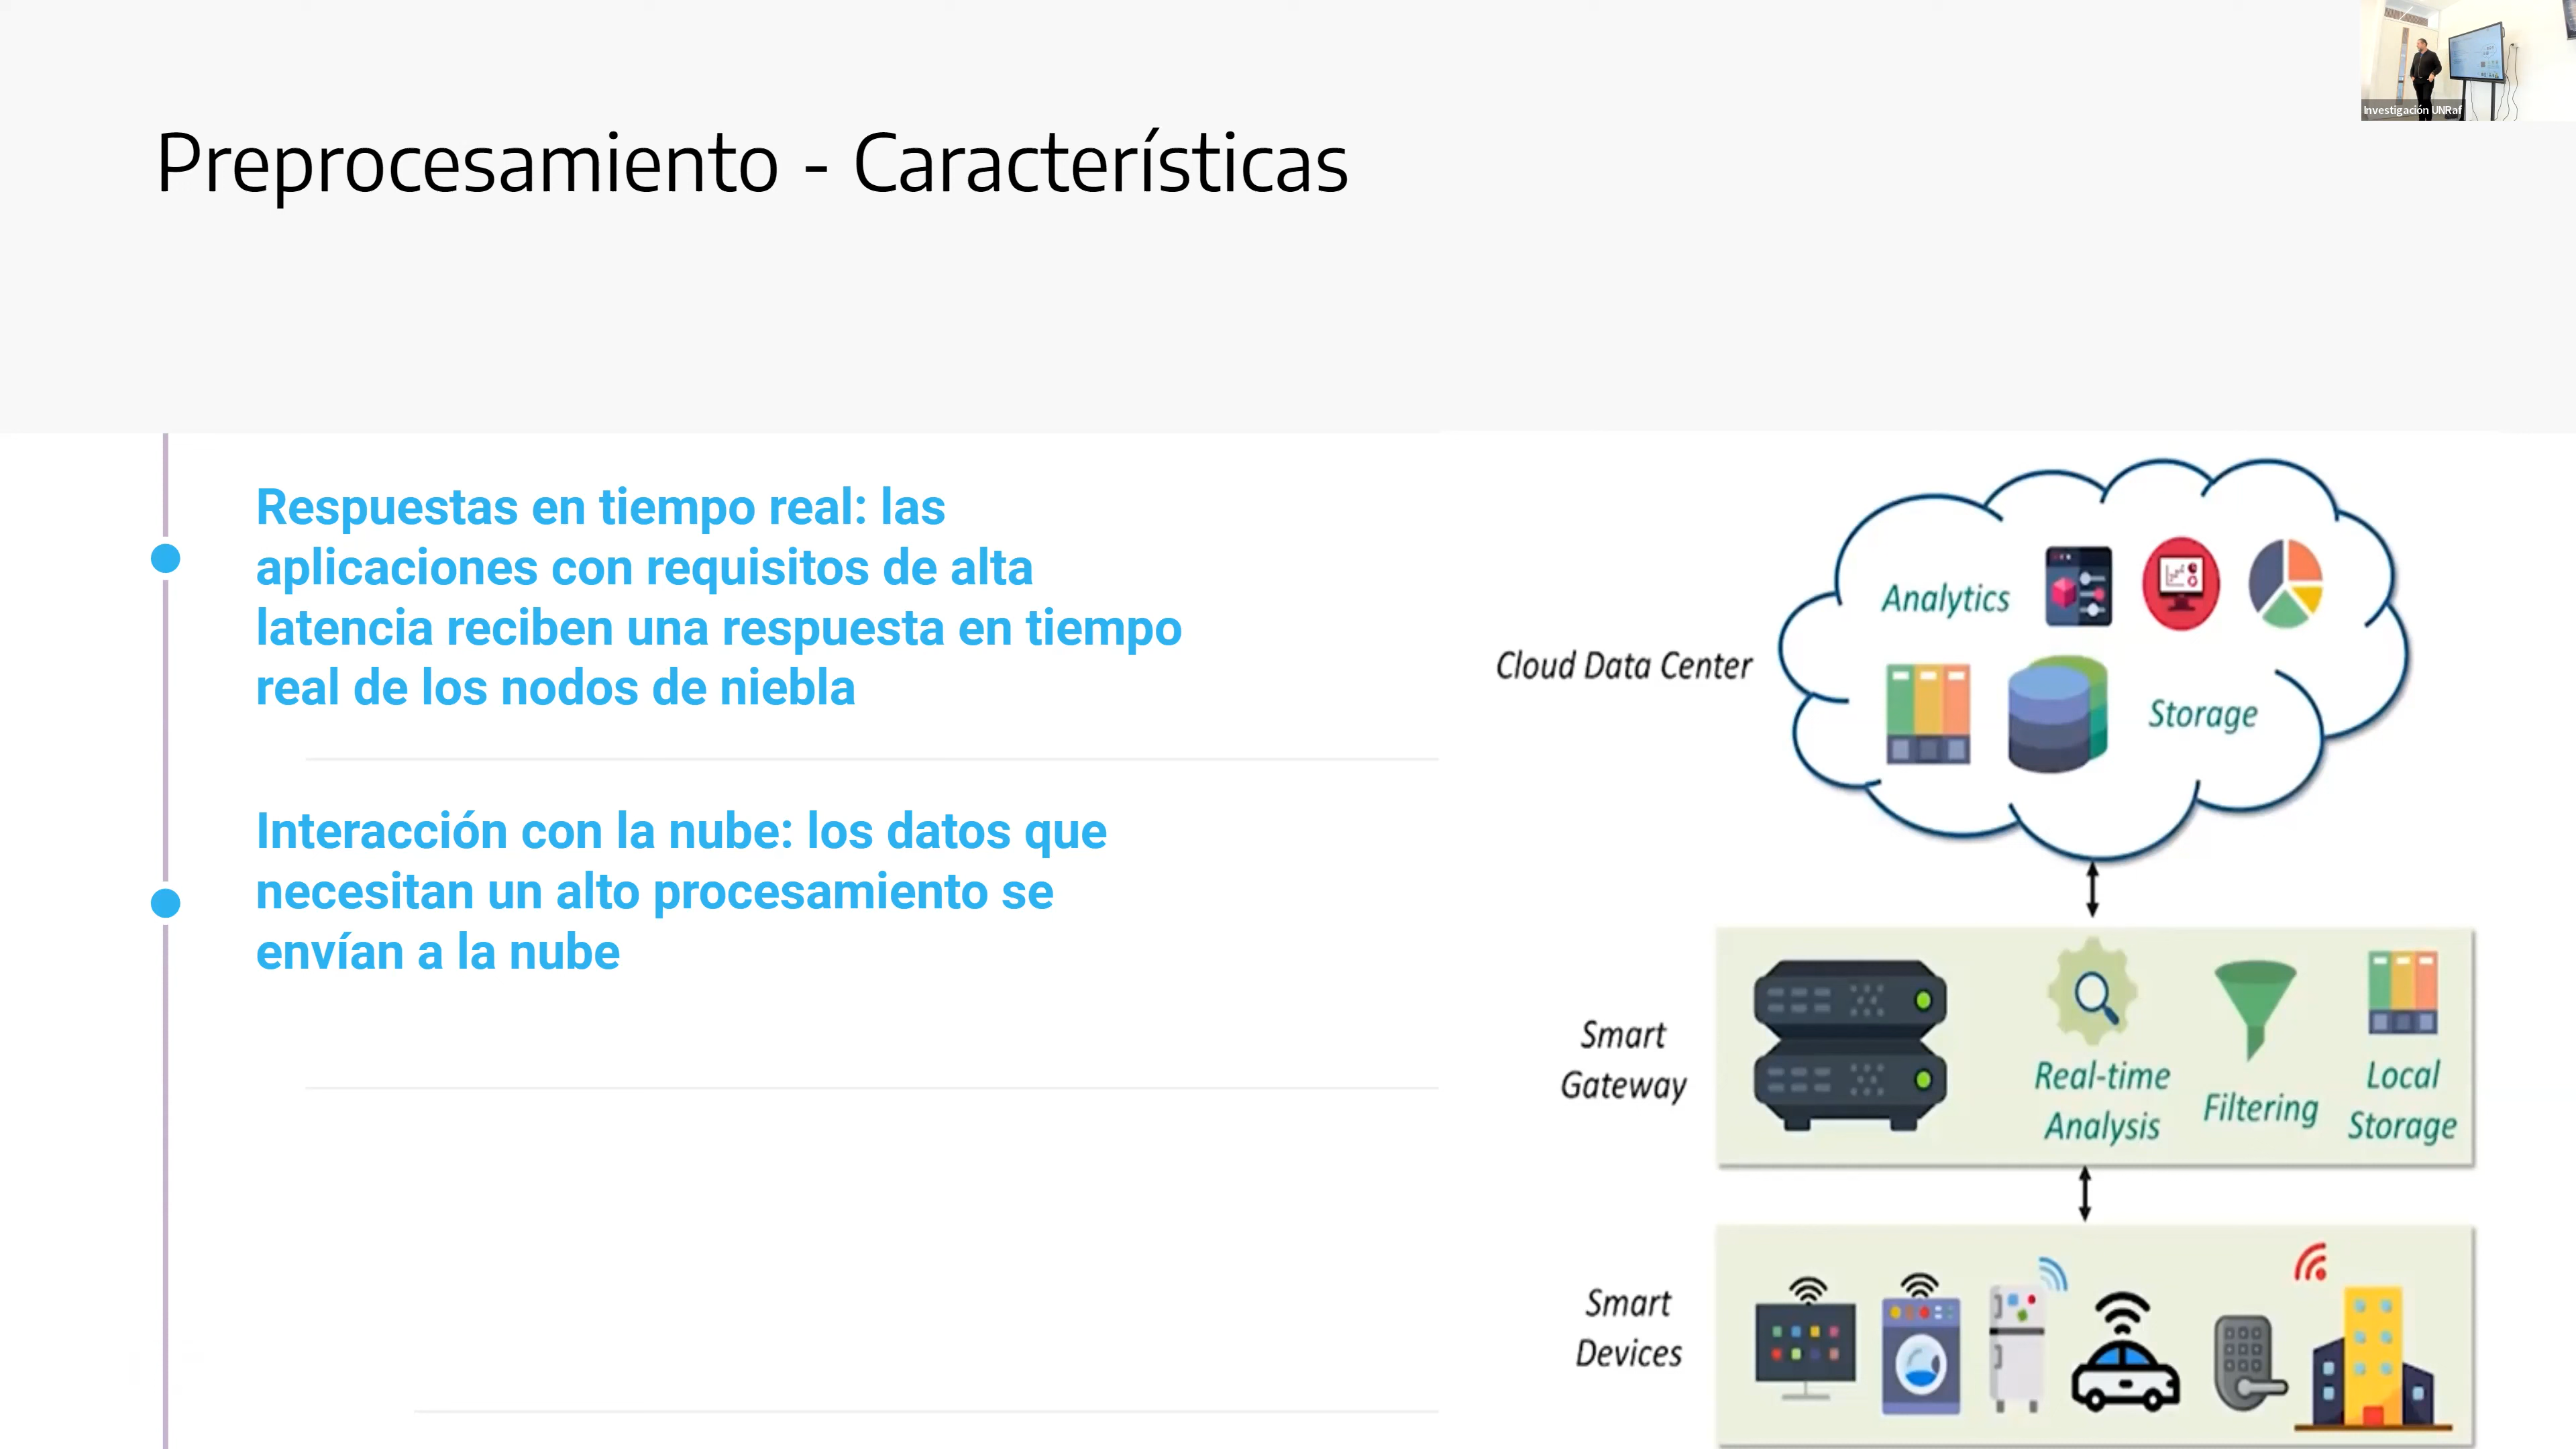 Investigación UNRaf
Preprocesamiento - Características
Respuestas en tiempo real: las
aplicaciones con requisitos de alta
latencia reciben una respuesta en tiempo
real de los nodos de niebla
Interacción con la nube: los datos que
necesitan un alto procesamiento se
envían a la nube
Cloud Data Center
Analytics
Storage
Smart
Gateway
Real-time
Analysis
Filtering
Local
Storage
Smart
Devices